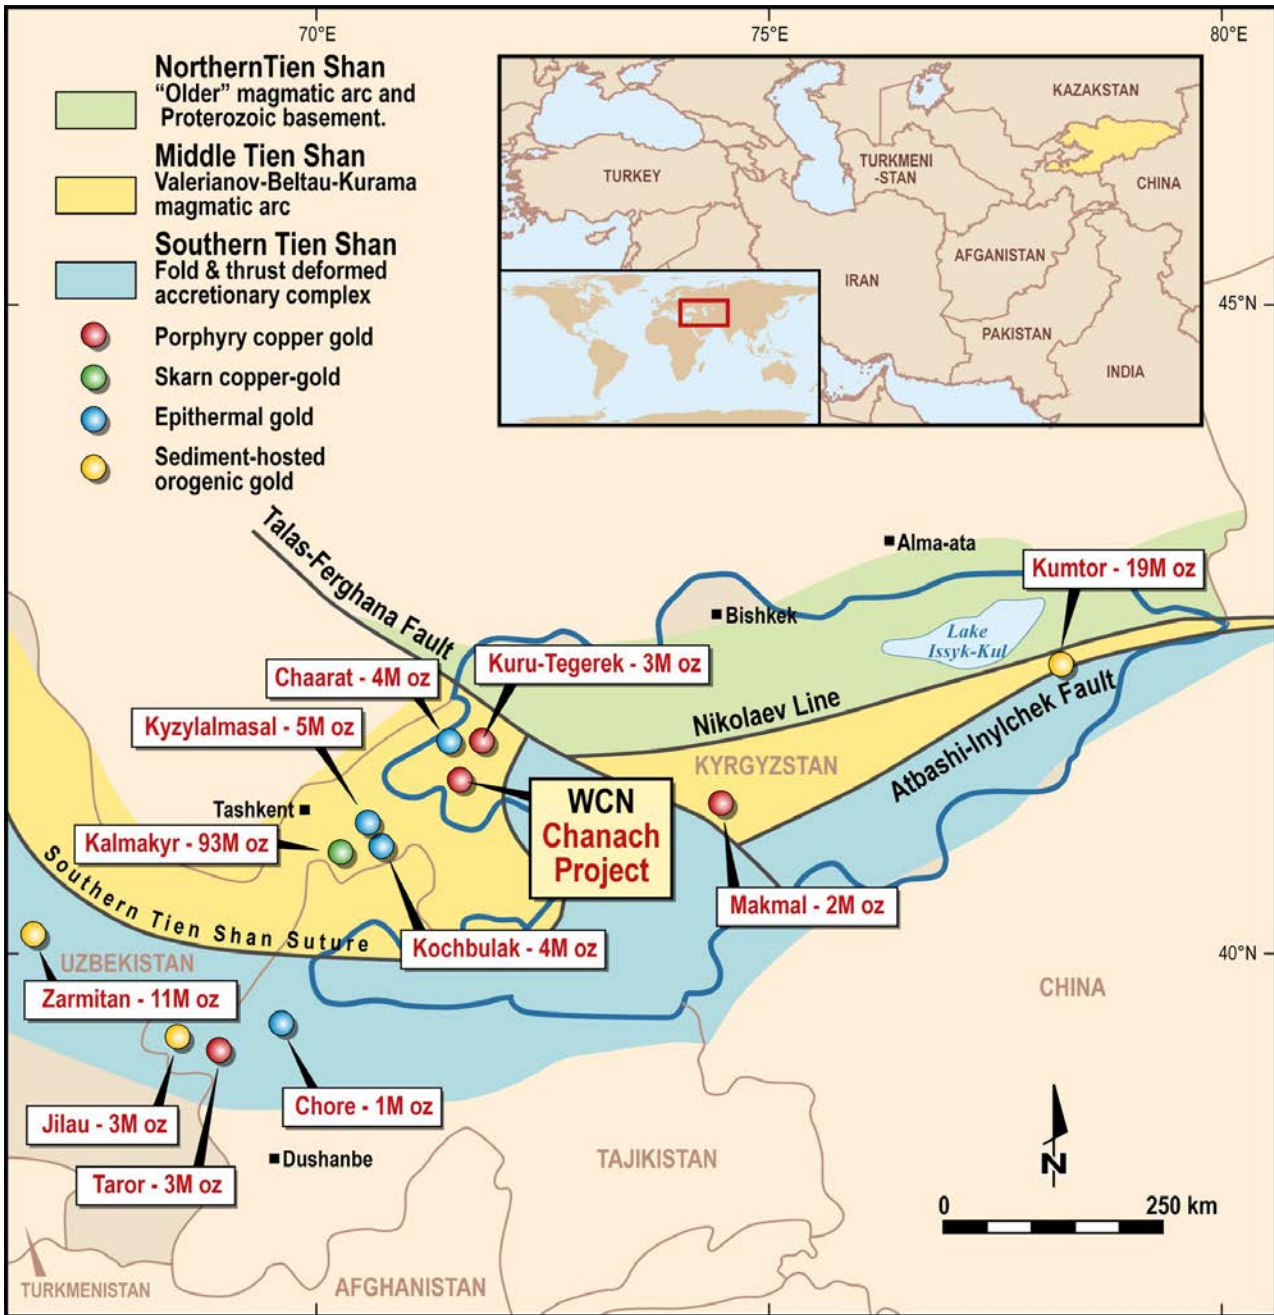 70°E
75°E
80°E
NorthernTien Shan
“Older” magmatic arc and
Proterozoic basement.
Middle Tien Shan
Valerianov-Beltau-Kurama
magmatic arc
Southern Tien Shan
Fold & thrust deformed
accretionary complex
Porphyry copper gold
Skarn copper-gold
Epithermal gold
Sediment-hosted
orogenic gold
KAZAKSTAN
TURKMENI
-STAN
TURKEY
CHINA
AFGANISTAN
IRAN
PAKISTAN
INDIA
45°N
Talas-Ferghana Fault
Alma-ata
Kumtor - 19M oz
Bishkek
Lake
Issyk-Kul
Kuru-Tegerek - 3M oz
Chaarat - 4M oz
Nikolaev Line
Kyzylalmasal - 5M oz
Atbashi-Inylchek Fault
KYRGYZSTAN
WCN
Chanach
Project
Tashkent
Kalmakyr - 93M oz
Southern Tien Shan Suture
Makmal - 2M oz
Kochbulak - 4M oz
40°N
UZBEKISTAN
CHINA
Zarmitan - 11M oz
Chore - 1M oz
Jilau - 3M oz
Dushanbe
TAJIKISTAN
Taror - 3M oz
N
0 250 km
TURKMENISTAN
AFGHANISTAN